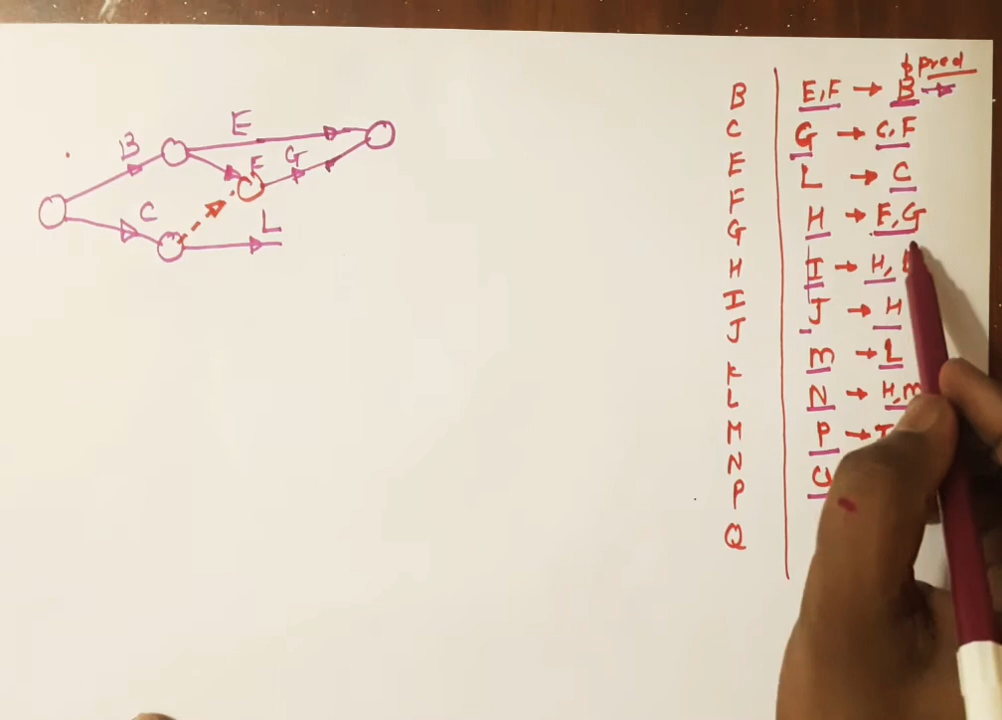 Pred
B
E,F → B
C
G → C,F
E
L → C
F
H → E,G
G
H
I → H,
I
J → H
J
K
M → L
L
N → H,M
M
P →
N
P
Q
B
E
F
G
C
L